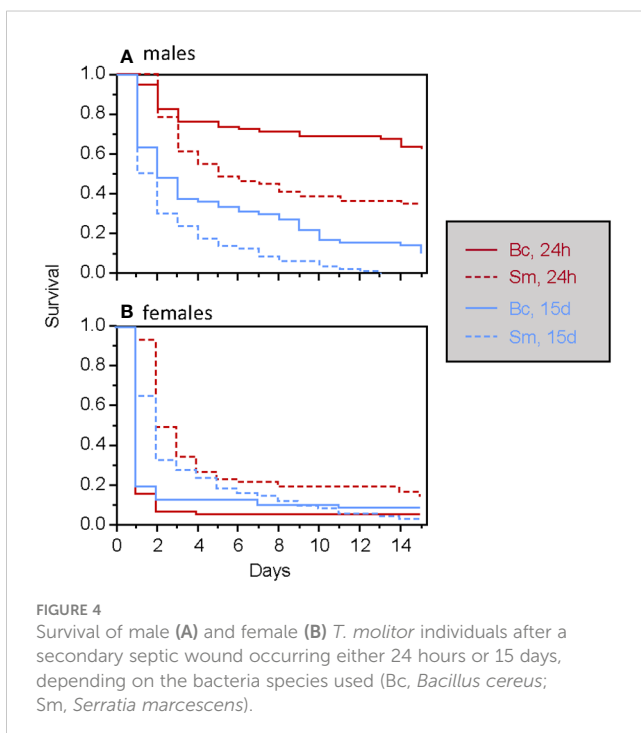 A males
1.0
0.8
0.6
0.4
0.2
0.0
Survival
B females
1.0
0.8
0.6
0.4
0.2
0.0
0 2 4 6 8 10 12 14
Days
Bc, 24h
Sm, 24h
Bc, 15d
Sm, 15d
FIGURE 4
Survival of male (A) and female (B) T. molitor individuals after a
secondary septic wound occurring either 24 hours or 15 days,
depending on the bacteria species used (Bc, Bacillus cereus;
Sm, Serratia marcescens).